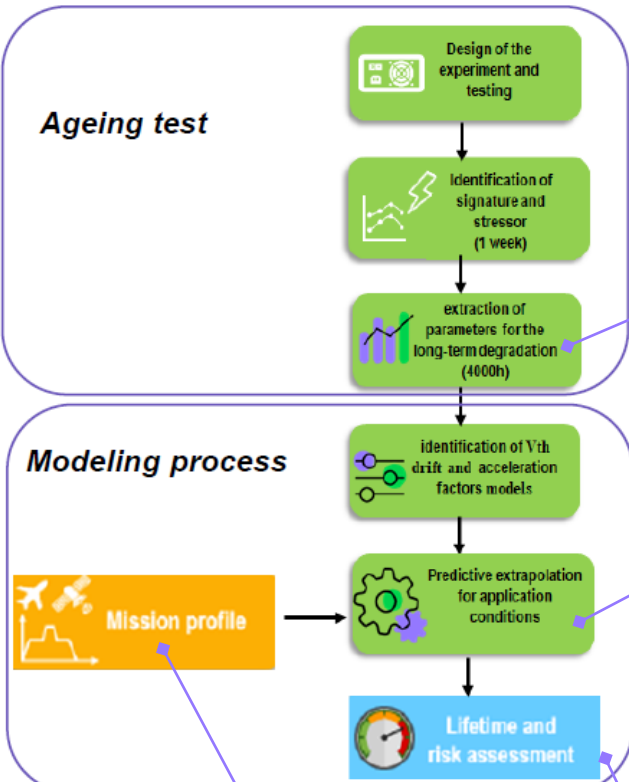 Design of the
experiment and
testing
Ageing test
Identification of
signature and
stressor
(1 week)
extraction of
parameters for the
long-term degradation
(4000h)
Modeling process
identification of Vth
drift and acceleration
factors models
Mission profile
Predictive extrapolation
for application
conditions
Lifetime and
risk assessment